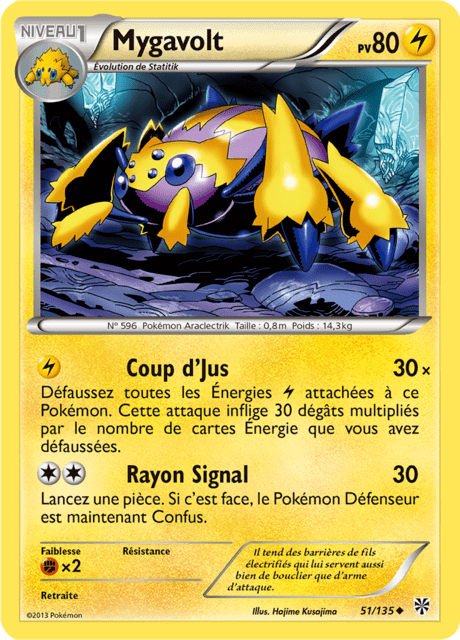 NIVEAU 1
Mygavolt
PV80
Évolution de Statitik
N° 596 Pokémon Araclectrik Taille : 0,8m Poids : 14,3kg
Coup d'Jus 30×
Défaussez toutes les Énergies attachées à ce
Pokémon. Cette attaque inflige 30 dégâts multipliés
par le nombre de cartes Énergie que vous avez
défaussées.
Rayon Signal 30
Lancez une pièce. Si c'est face, le Pokémon Défenseur
est maintenant Confus.
Faiblesse Résistance
×2
Retraite
Il tend des barrières de fils
électrifiés qui lui servent aussi
bien de bouclier que d'arme
d'attaque.
Illus. Hajime Kusajima 51/135
©2013 Pokémon